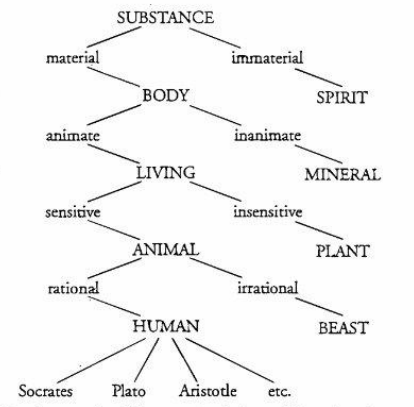 SUBSTANCE
material immaterial
BODY SPIRIT
animate inanimate
LIVING MINERAL
sensitive insensitive
ANIMAL PLANT
rational irrational
HUMAN BEAST
Socrates Plato Aristotle etc.